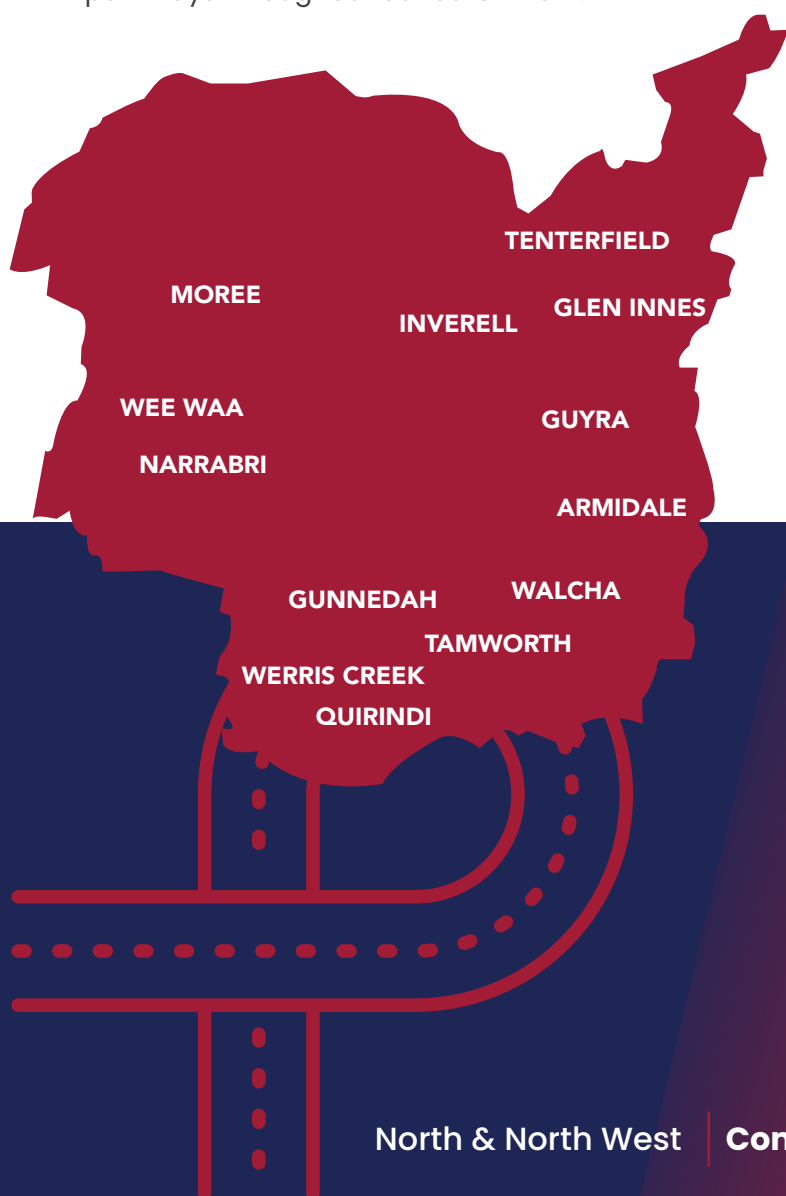 TENTERFIELD
MOREE
GLEN INNES
INVERELL
WEE WAA
GUYRA
NARRABRI
ARMIDALE
WALCHA
GUNNEDAH
TAMWORTH
WERRIS CREEK
QUIRINDI
North & North West